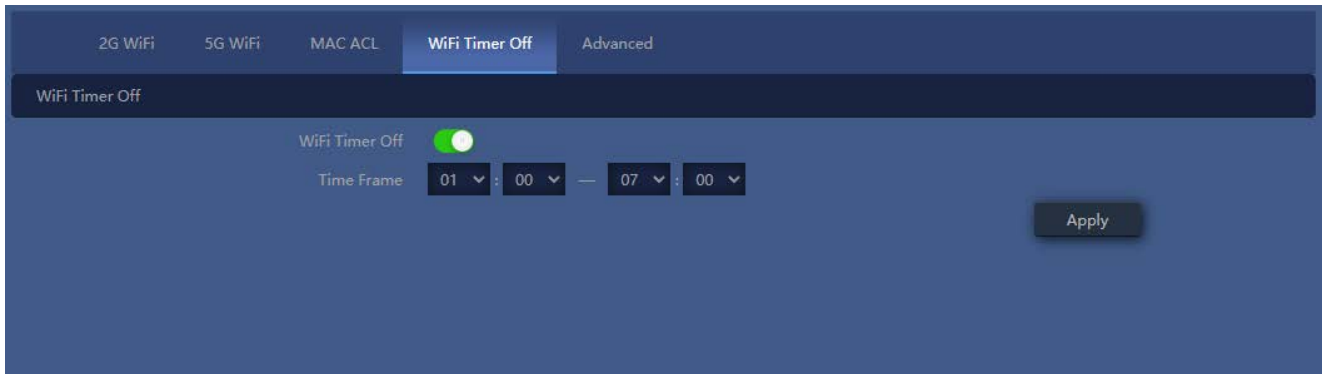 2G WiFi 5G WiFi MAC ACL WiFi Timer Off Advanced
WiFi Timer Off
WiFi Timer Off
Time Frame 01 : 00 — 07 : 00
Apply